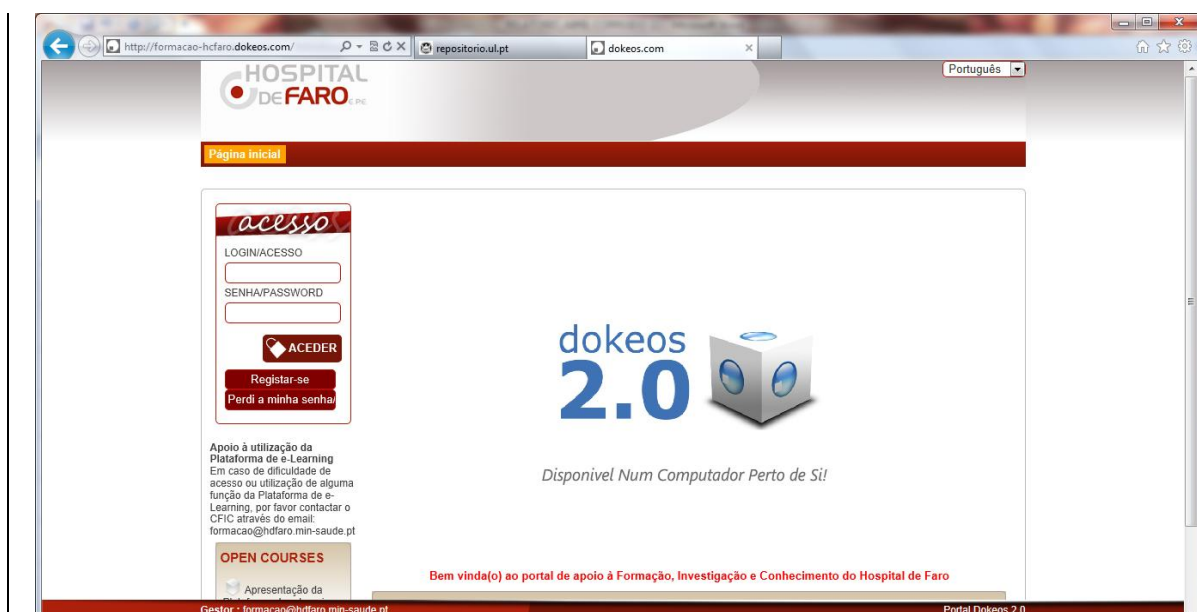 http://formacao-hcfaro.dokeos.com/
repositorio.ul.pt
dokeos.com
HOSPITAL
DE FARO E.P.E.
Português
Página inicial
acesso
LOGIN/ACESSO
SENHA/PASSWORD
ACEDER
Registar-se
Perdi a minha senha/
Apoio à utilização da
Plataforma de e-Learning
Em caso de dificuldade de
acesso ou utilização de alguma
função da Plataforma de e-
Learning, por favor contactar o
CFIC através do email:
formacao@hdfaro.min-saude.pt
OPEN COURSES
Apresentação da
dokeos
2.0
Disponivel Num Computador Perto de Si!
Bem vinda(o) ao portal de apoio à Formação, Investigação e Conhecimento do Hospital de Faro
Gestor : formacao@hdfaro.min-saude.pt
Portal Dokeos 2.0